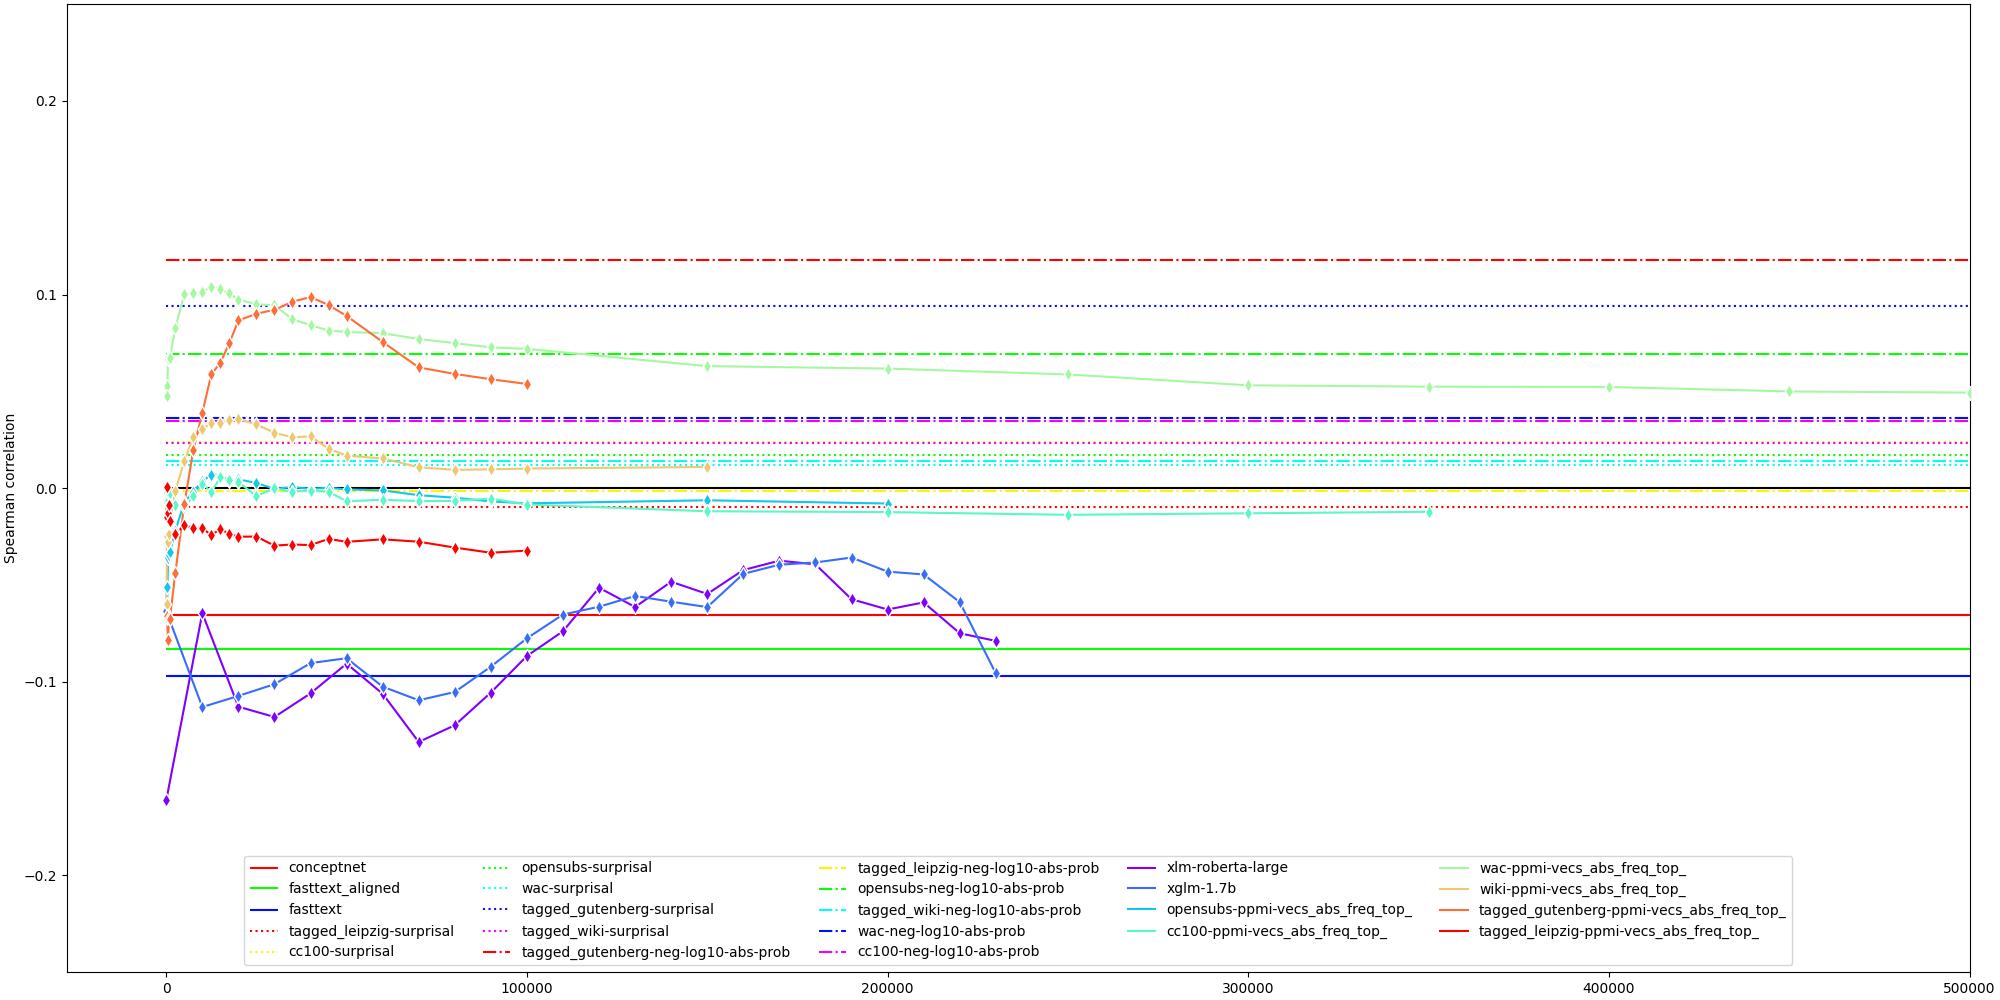 0.2
0.1
0.0
−0.1
−0.2
Spearman correlation
conceptnet
fasttext_aligned
fasttext
tagged_leipzig-surprisal
cc100-surprisal
opensubs-surprisal
wac-surprisal
tagged_gutenberg-surprisal
tagged_wiki-surprisal
tagged_gutenberg-neg-log10-abs-prob
tagged_leipzig-neg-log10-abs-prob
opensubs-neg-log10-abs-prob
tagged_wiki-neg-log10-abs-prob
wac-neg-log10-abs-prob
cc100-neg-log10-abs-prob
xlm-roberta-large
xglm-1.7b
opensubs-ppmi-vecs_abs_freq_top_
cc100-ppmi-vecs_abs_freq_top_
wac-ppmi-vecs_abs_freq_top_
wiki-ppmi-vecs_abs_freq_top_
tagged_gutenberg-ppmi-vecs_abs_freq_top_
tagged_leipzig-ppmi-vecs_abs_freq_top_
0
100000
200000
300000
400000
500000